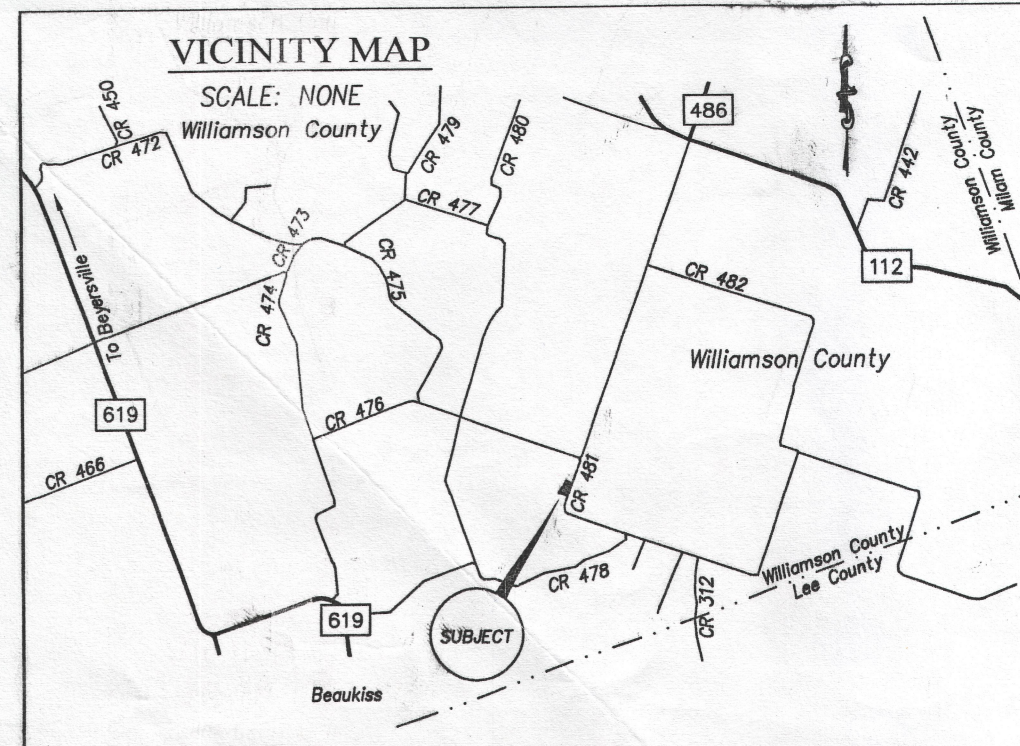 VICINITY MAP
SCALE: NONE
Williamson County
CR 450
CR 472
CR 479
CR 480
486
CR 442
Williamson County
Milam County
CR 477
CR 473
CR 475
CR 474
To Beyersville
112
CR 482
Williamson County
619
CR 476
CR 466
CR 481
Williamson County
Lee County
CR 478
CR 312
619
SUBJECT
Beaukiss